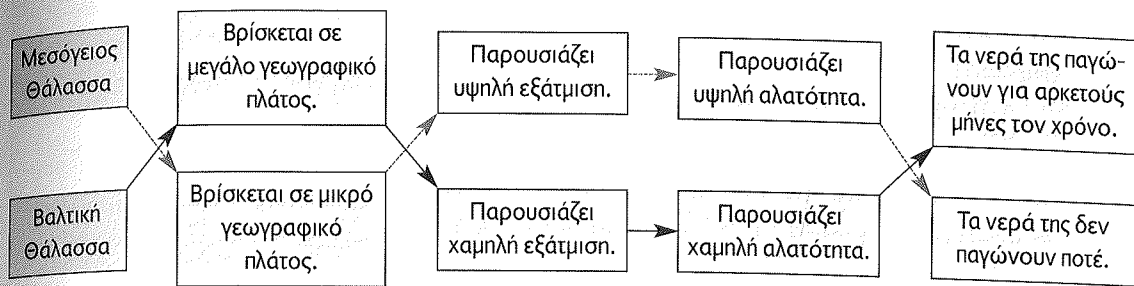 Μεσόγειος
Θάλασσα
Βρίσκεται σε
μεγάλο γεωγραφικό
πλάτος.
Παρουσιάζει
υψηλή εξάτμιση.
Παρουσιάζει
υψηλή αλατότητα.
Τα νερά της παγώ-
νουν για αρκετούς
μήνες τον χρόνο.
Βαλτική
Θάλασσα
Βρίσκεται σε μικρό
γεωγραφικό
πλάτος.
Παρουσιάζει
χαμηλή εξάτμιση.
Παρουσιάζει
χαμηλή αλατότητα.
Τα νερά της δεν
παγώνουν ποτέ.